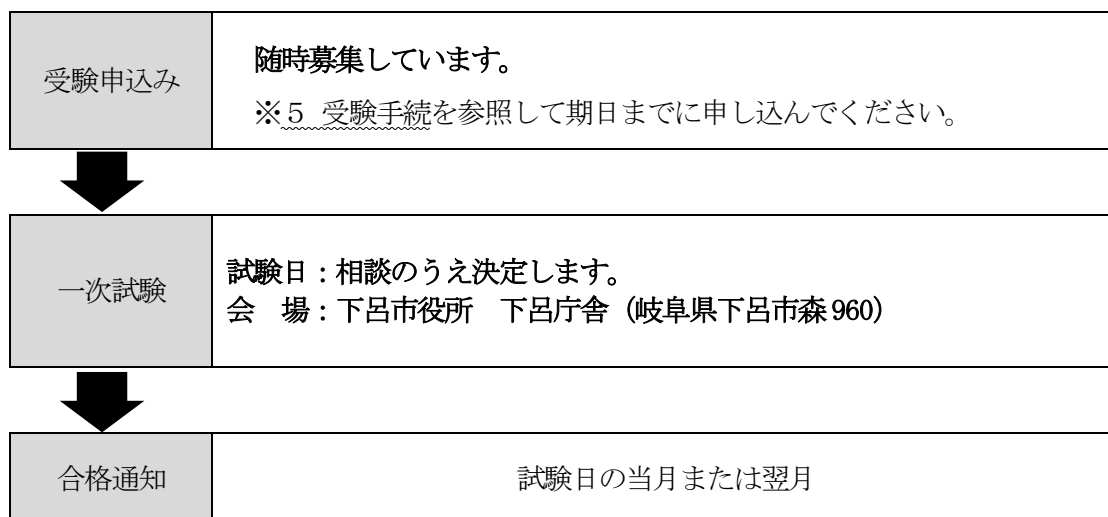 受験申込み
随時募集しています。
※５ 受験手続を参照して期日までに申し込んでください。
一次試験
試験日：相談のうえ決定します。
会　場：下呂市役所　下呂庁舎（岐阜県下呂市森960）
合格通知
試験日の当月または翌月